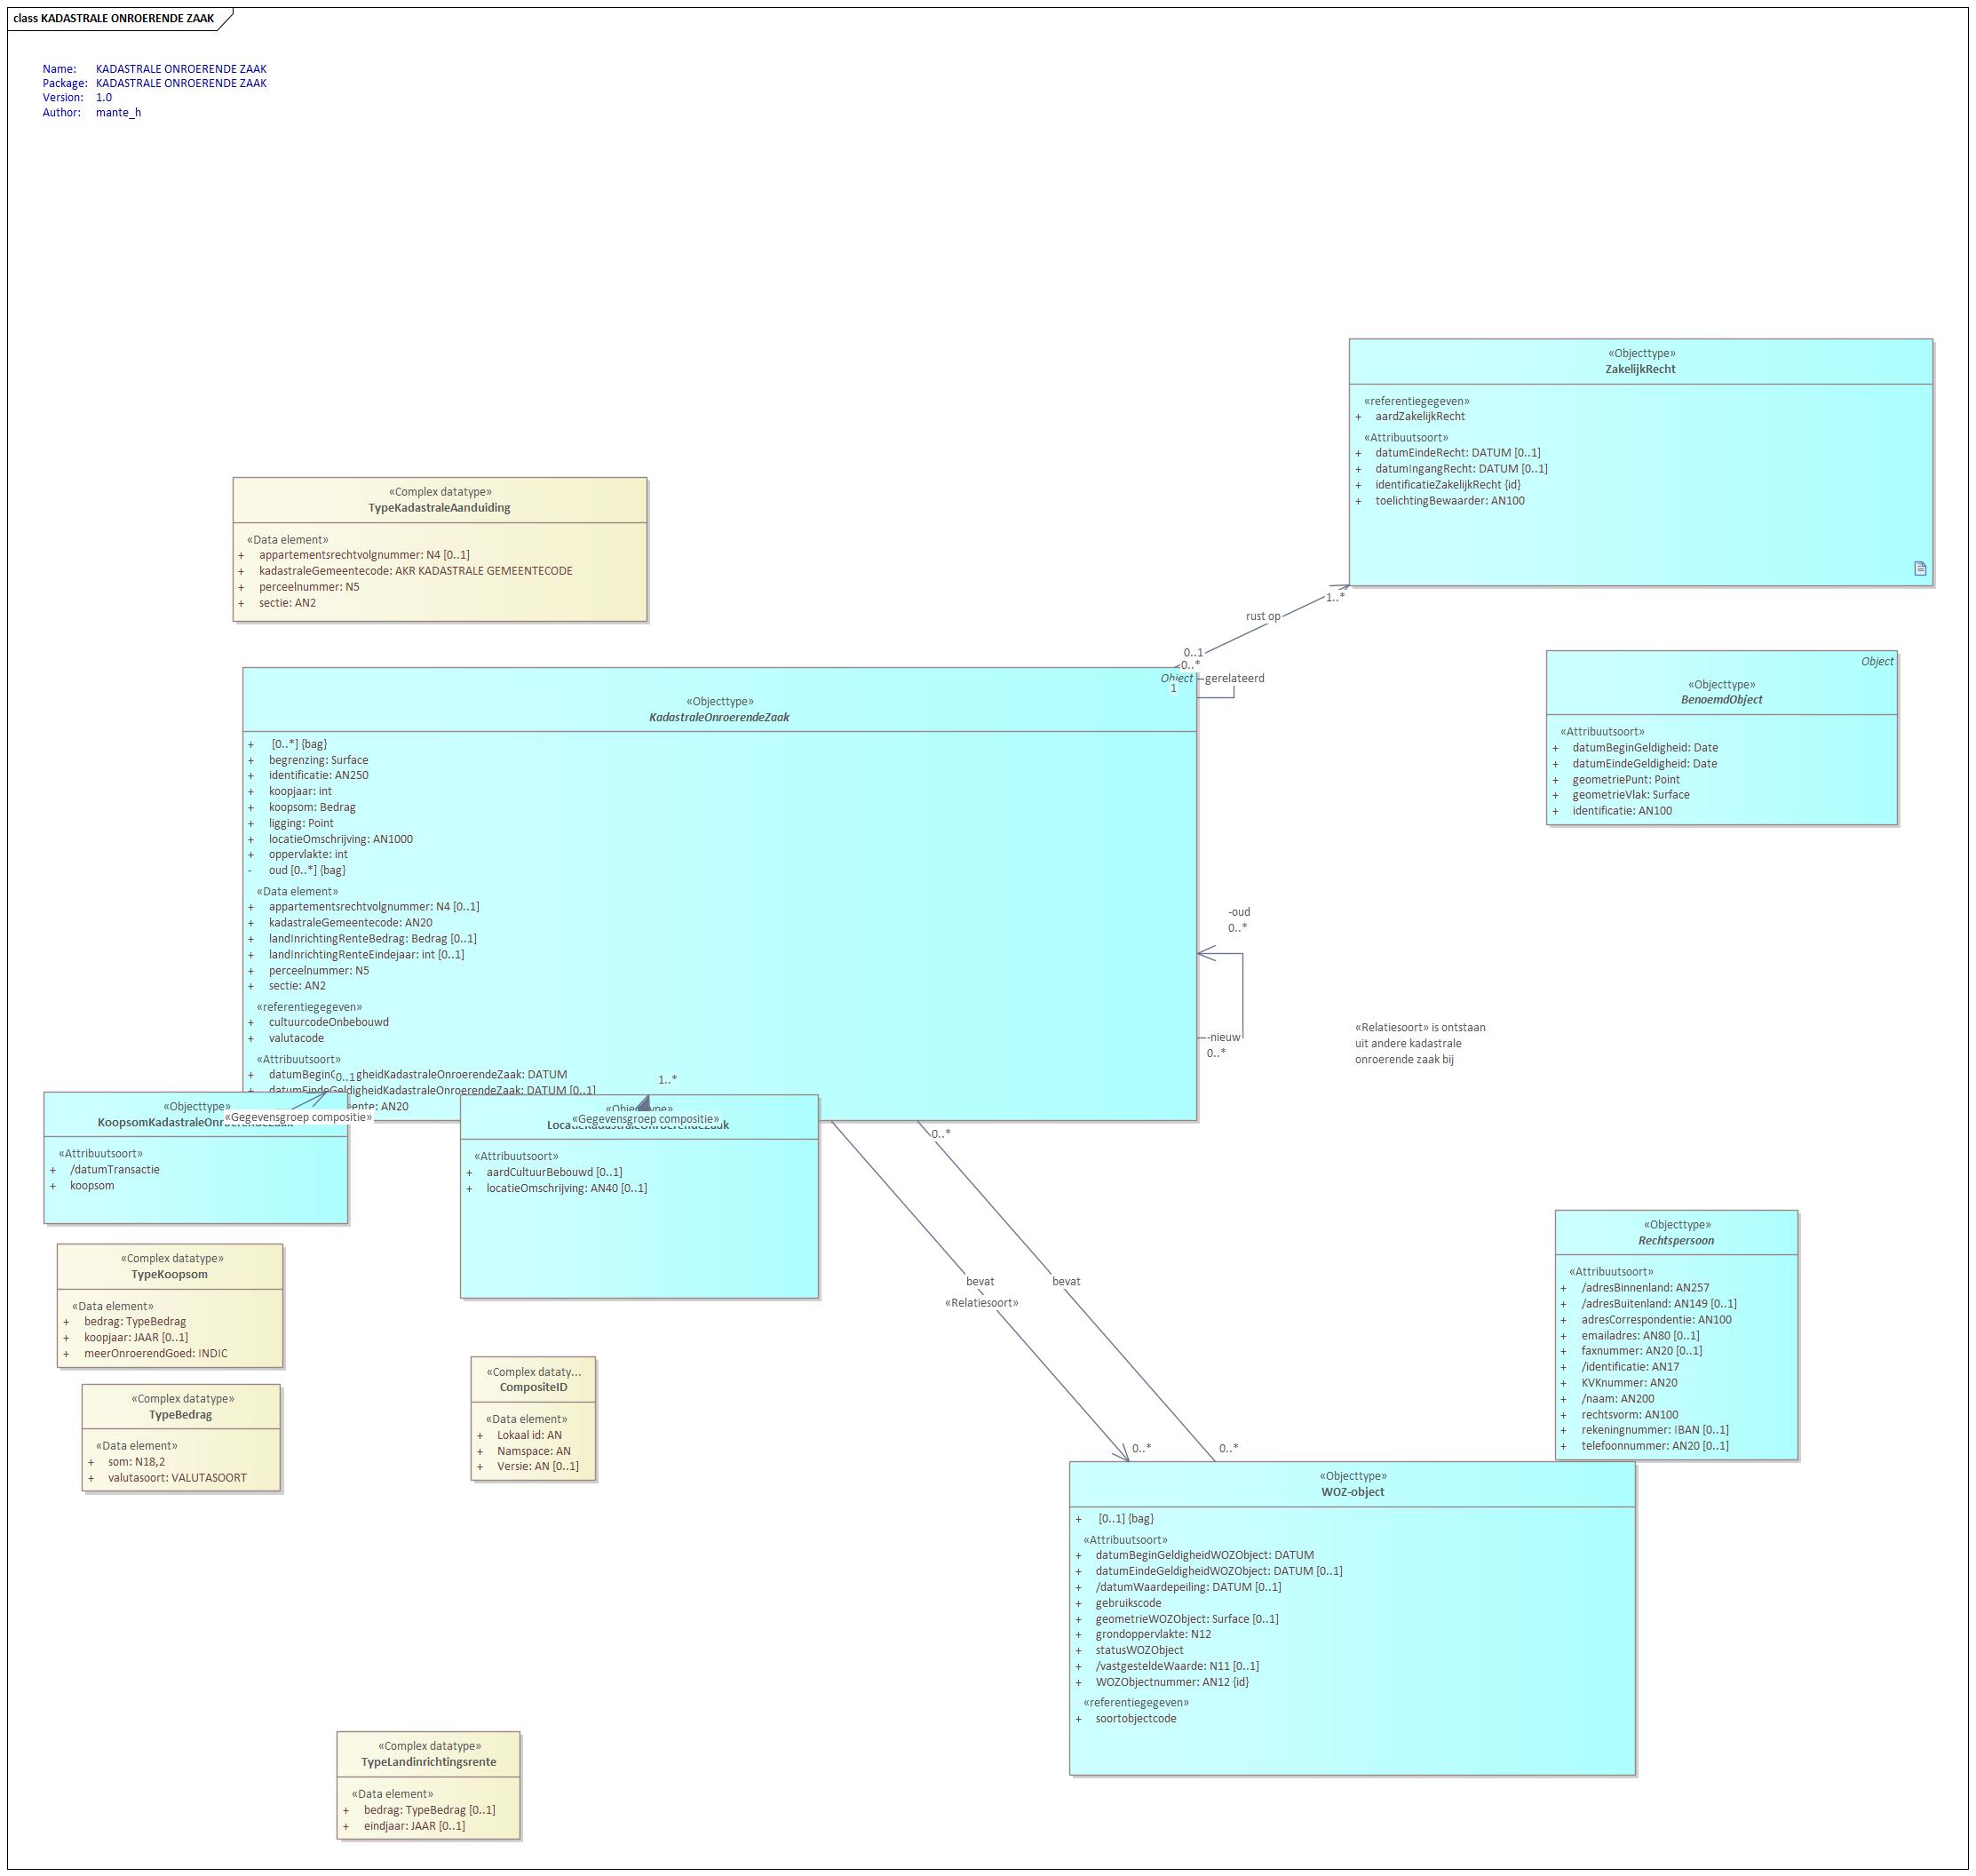 class KADASTRALE ONROERENDE ZAAK
Name: KADASTRALE ONROERENDE ZAAK
Package: KADASTRALE ONROERENDE ZAAK
Version: 1.0
Author: mante_h
«Objecttype»
ZakelijkRecht
«referentiegegeven»
+ aardZakelijkRecht
«Attribuutsoort»
+ datumEindeRecht: DATUM [0..1]
+ datumIngangRecht: DATUM [0..1]
+ identificatieZakelijkRecht {id}
+ toelichtingBewaarder: AN100
«Complex datatype»
TypeKadastraleAanduiding
«Data element»
+ appartementsrechtvolgnummer: N4 [0..1]
+ kadastraleGemeentecode: AKR KADASTRALE GEMEENTECODE
+ perceelnummer: N5
+ sectie: AN2
1..*
rust op
0..1
0..*
Object
gerelateerd
1
«Objecttype»
KadastraleOnroerendeZaak
+ [0..*] {bag}
+ begrenzing: Surface
+ identificatie: AN250
+ koopjaar: int
+ koopsom: Bedrag
+ ligging: Point
+ locatieOmschrijving: AN1000
+ oppervlakte: int
- oud [0..*] {bag}
«Data element»
+ appartementsrechtvolgnummer: N4 [0..1]
+ kadastraleGemeentecode: AN20
+ landInrichtingRenteBedrag: Bedrag [0..1]
+ landInrichtingRenteEindejaar: int [0..1]
+ perceelnummer: N5
+ sectie: AN2
«referentiegegeven»
+ cultuurcodeOnbebouwd
+ valutacode
«Attribuutsoort»
+ datumBeginGeldigheidKadastraleOnroerendeZaak: DATUM
+ datumEindeGeldigheidKadastraleOnroerendeZaak: DATUM [0..1]
ente: AN20
Object
«Objecttype»
BenoemdObject
«Attribuutsoort»
+ datumBeginGeldigheid: Date
+ datumEindeGeldigheid: Date
+ geometriePunt: Point
+ geometrieVlak: Surface
+ identificatie: AN100
-oud
0..*
-nieuw
0..*
«Relatiesoort» is ontstaan
uit andere kadastrale
onroerende zaak bij
0..1
1..*
«Objecttype»
«Gegevensgroep compositie»
KoopsomKadastraleOnroerendeZaak
«Attribuutsoort»
+ /datumTransactie
+ koopsom
«Objecttype»
«Gegevensgroep compositie»
LocatieKadastraleOnroerendeZaak
«Attribuutsoort»
+ aardCultuurBebouwd [0..1]
+ locatieOmschrijving: AN40 [0..1]
0..*
bevat
«Relatiesoort»
bevat
0..*
0..*
«Complex datatype»
TypeKoopsom
«Data element»
+ bedrag: TypeBedrag
+ koopjaar: JAAR [0..1]
+ meerOnroerendGoed: INDIC
«Complex datatype»
TypeBedrag
«Data element»
+ som: N18,2
+ valutasoort: VALUTASOORT
«Complex dataty...
CompositeID
«Data element»
+ Lokaal id: AN
+ Namspace: AN
+ Versie: AN [0..1]
«Objecttype»
Rechtspersoon
«Attribuutsoort»
+ /adresBinnenland: AN257
+ /adresBuitenland: AN149 [0..1]
+ adresCorrespondentie: AN100
+ emailadres: AN80 [0..1]
+ faxnummer: AN20 [0..1]
+ /identificatie: AN17
+ KVKnummer: AN20
+ /naam: AN200
+ rechtsvorm: AN100
+ rekeningnummer: IBAN [0..1]
+ telefoonnummer: AN20 [0..1]
«Objecttype»
WOZ-object
+ [0..1] {bag}
«Attribuutsoort»
+ datumBeginGeldigheidWOZObject: DATUM
+ datumEindeGeldigheidWOZObject: DATUM [0..1]
+ /datumWaardepeiling: DATUM [0..1]
+ gebruikscode
+ geometrieWOZObject: Surface [0..1]
+ grondoppervlakte: N12
+ statusWOZObject
+ /vastgesteldeWaarde: N11 [0..1]
+ WOZObjectnummer: AN12 {id}
«referentiegegeven»
+ soortobjectcode
«Complex datatype»
TypeLandinrichtingsrente
«Data element»
+ bedrag: TypeBedrag [0..1]
+ eindjaar: JAAR [0..1]